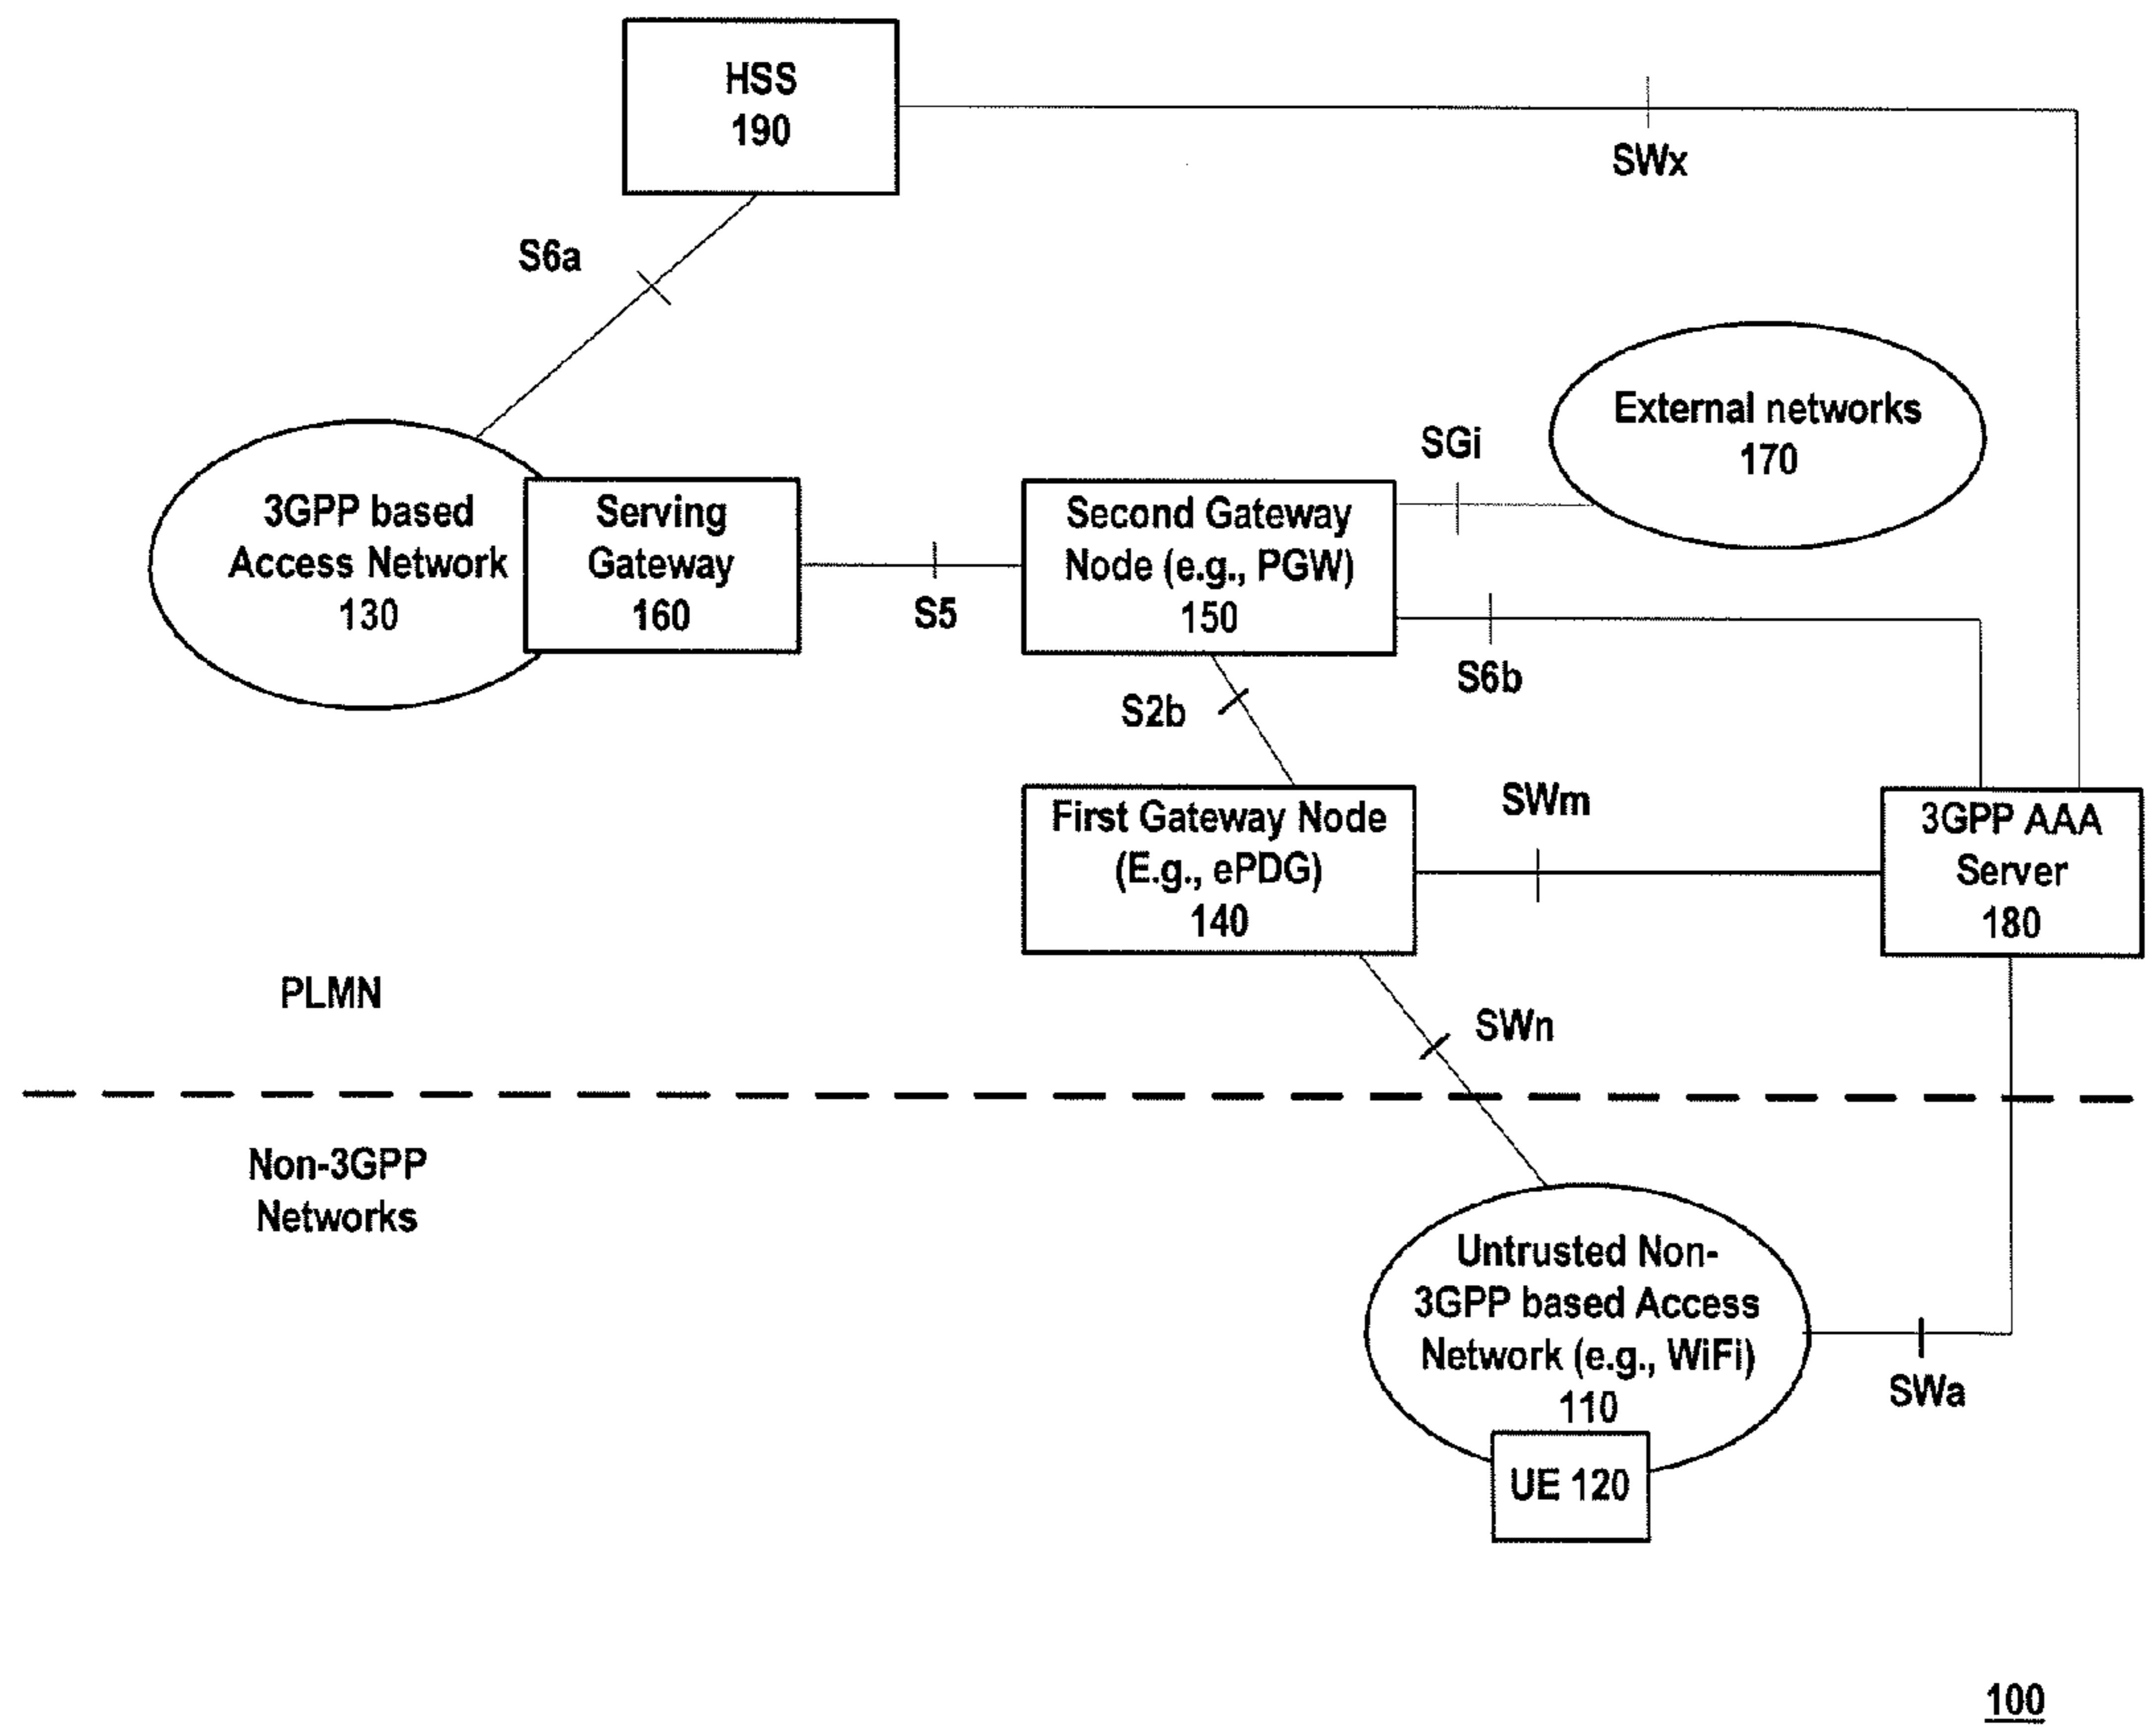 HSS
190
SWx
S6a
External networks
170
SGi
3GPP based
Access Network
130
Serving
Gateway
160
S5
Second Gateway
Node (e.g., PGW)
150
S6b
S2b
SWm
First Gateway Node
(E.g., ePDG)
140
3GPP AAA
Server
180
PLMN
SWn
Non-3GPP
Networks
Untrusted Non-
3GPP based Access
Network (e.g., WiFi)
110
SWa
UE 120
100